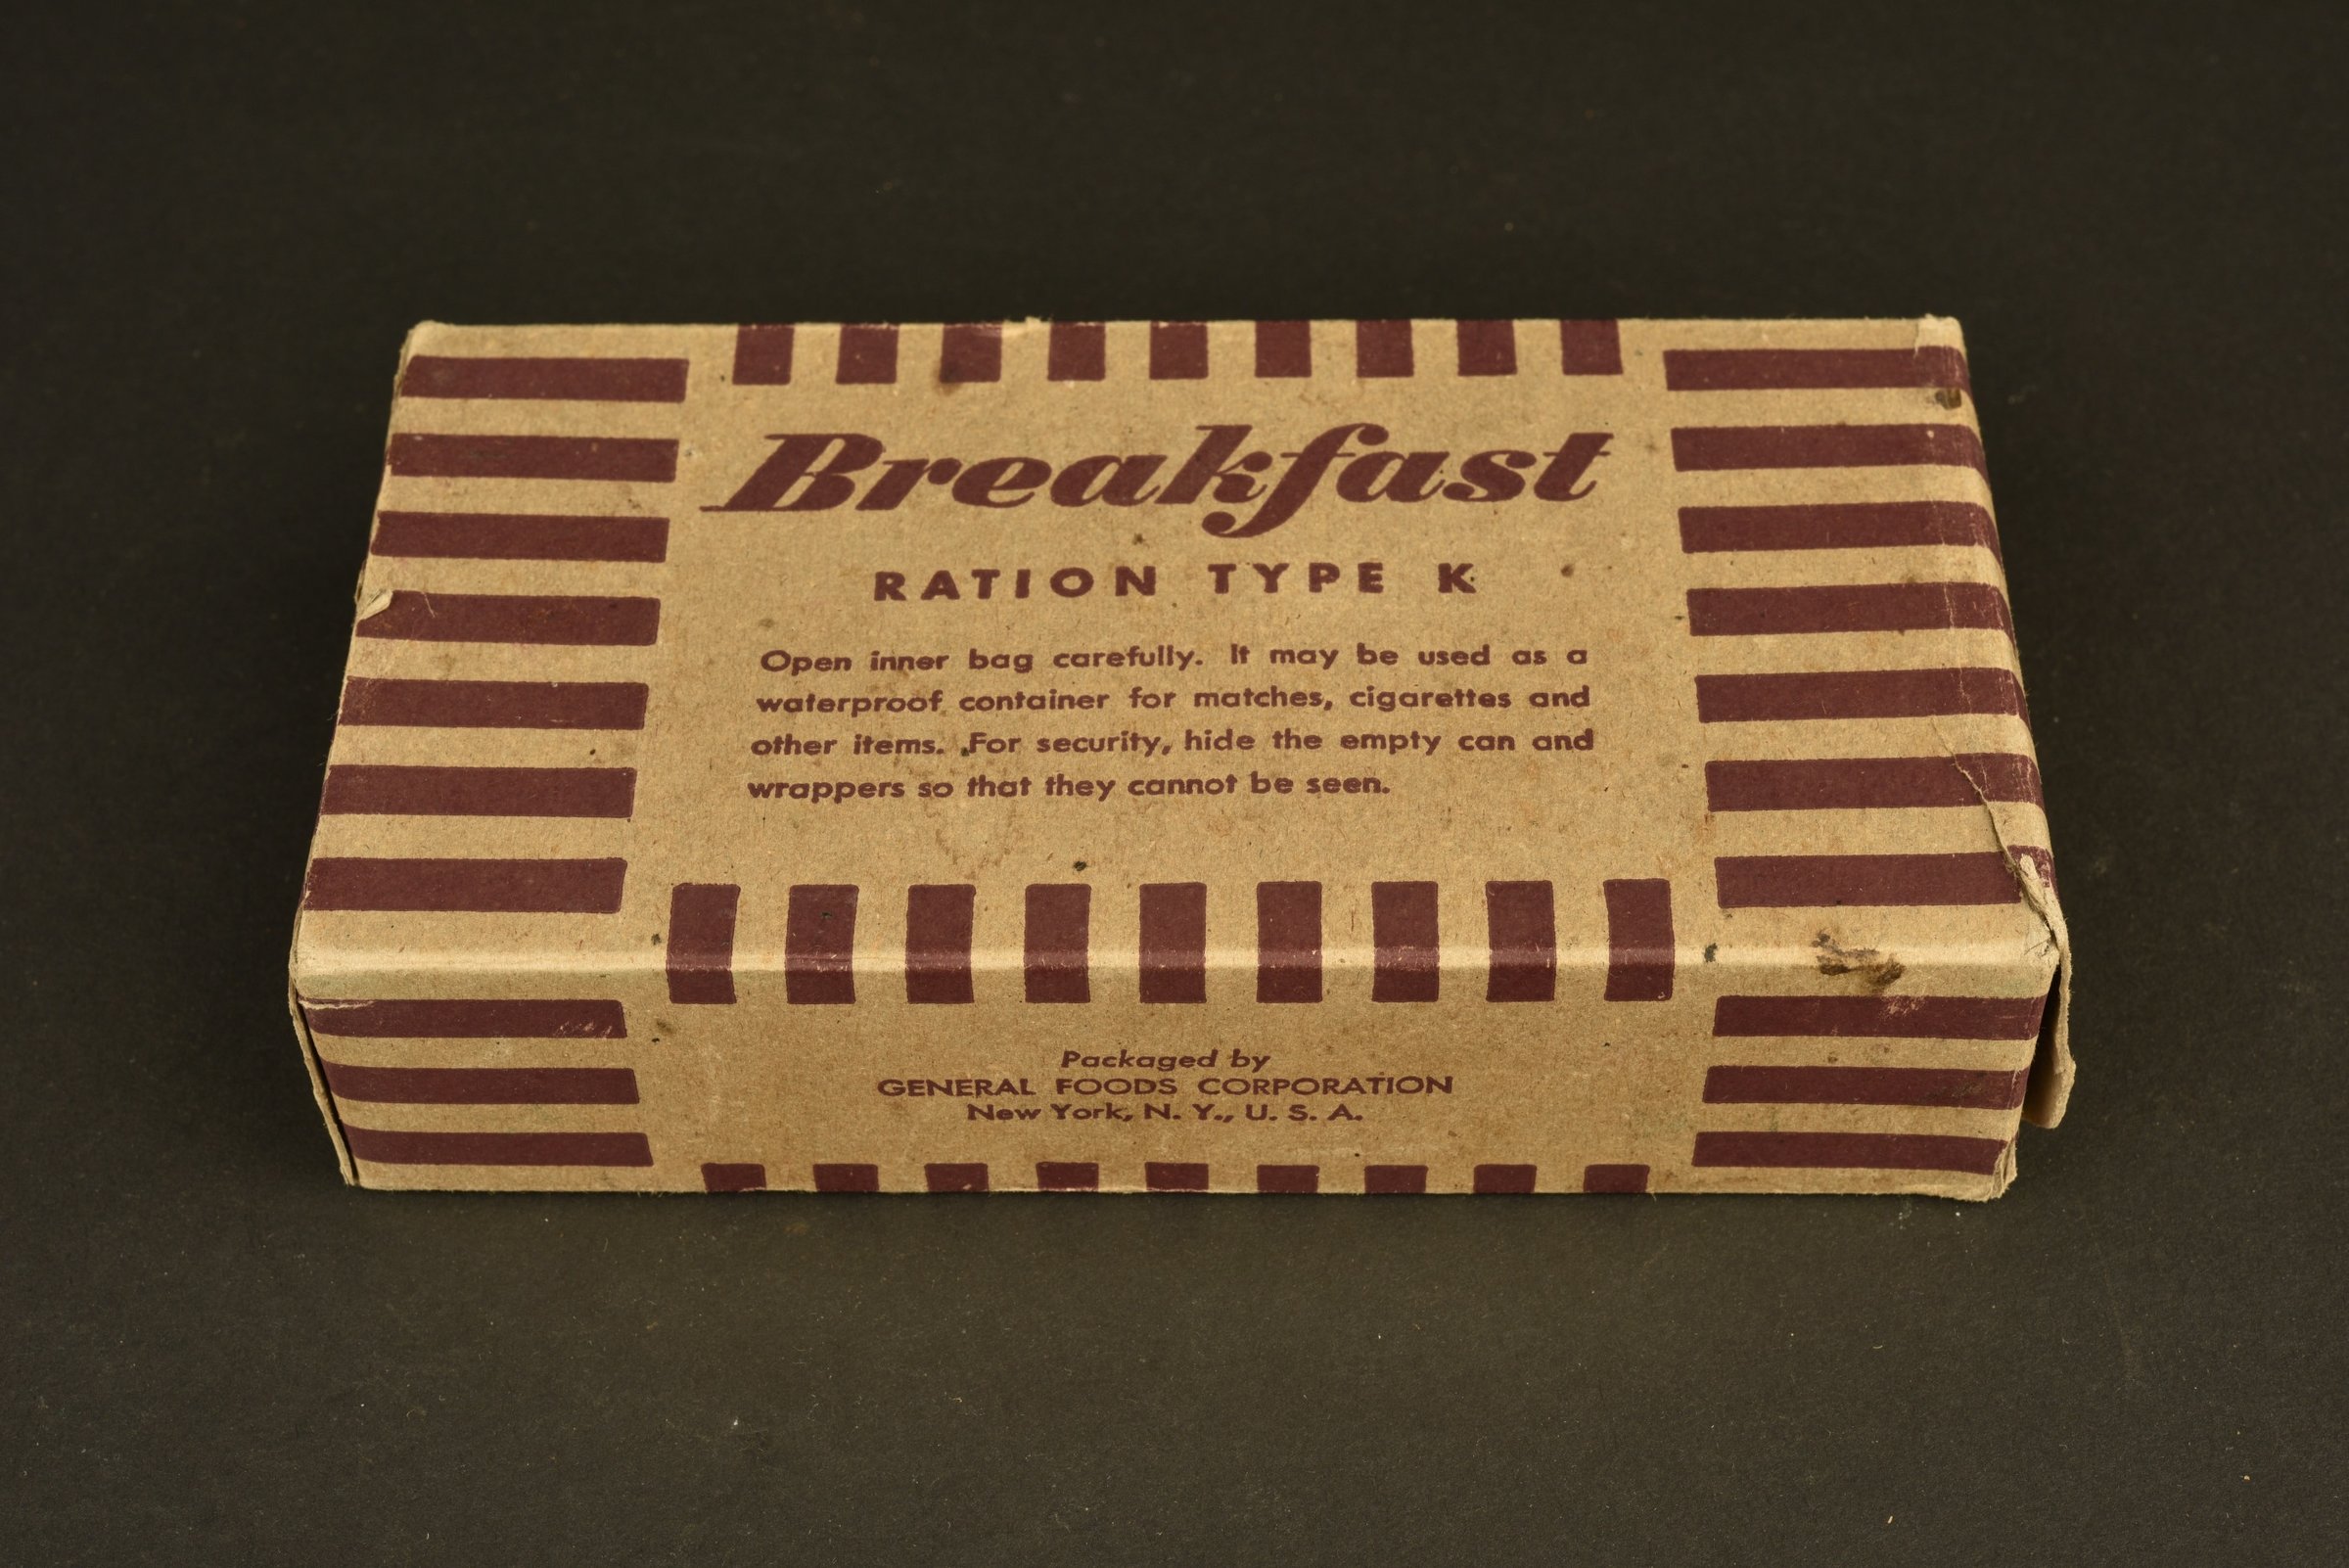 Breakfast
RATION TYPE K
Open inner bag carefully. It may be used as a
waterproof container for matches, cigarettes and
other items. For security, hide the empty can and
wrappers so that they cannot be seen.
Packaged by
GENERAL FOODS CORPORATION
New York, N. Y., U. S. A.